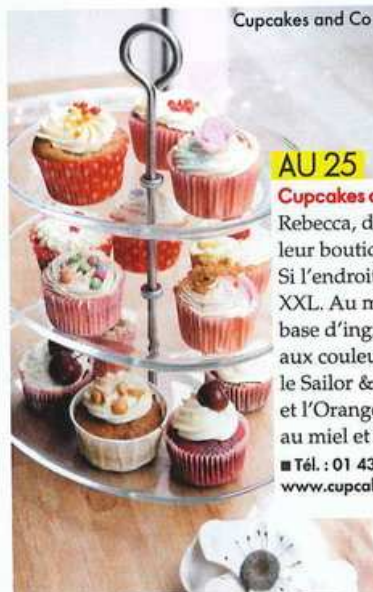 Cupcakes and Co
AU 25
Cupcakes
Rebecca, d
leur boutic
Si l'endroit
XXL. Au m
base d'ing
aux couleu
le Sailor &
et l'Orange
au miel et
■ Tél. : 01 43
www.cupcak